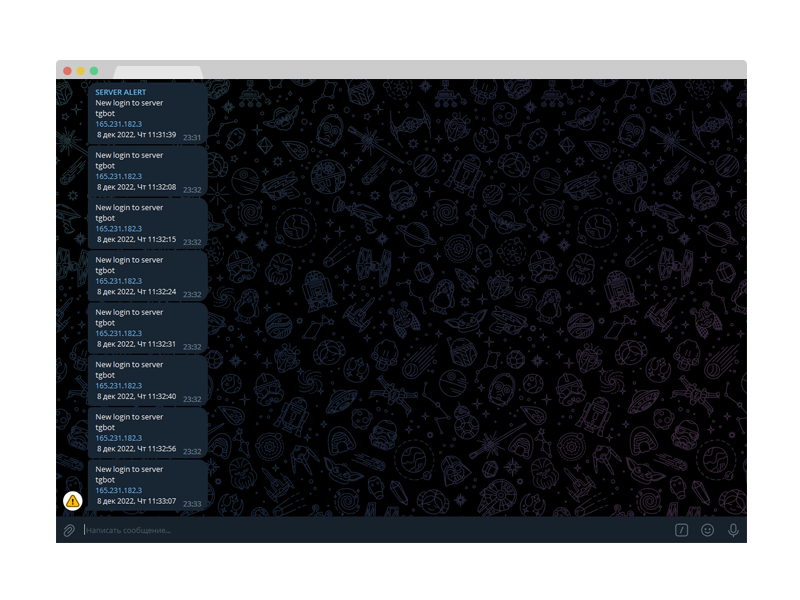 SERVER ALERT
New login to server
tgbot
165.231.182.3
8 дек 2022, Чт 11:31:39 23:31
New login to server
tgbot
165.231.182.3
8 дек 2022, Чт 11:32:08 23:32
New login to server
tgbot
165.231.182.3
8 дек 2022, Чт 11:32:15 23:32
New login to server
tgbot
165.231.182.3
8 дек 2022, Чт 11:32:24 23:32
New login to server
tgbot
165.231.182.3
8 дек 2022, Чт 11:32:31 23:32
New login to server
tgbot
165.231.182.3
8 дек 2022, Чт 11:32:40 23:32
New login to server
tgbot
165.231.182.3
8 дек 2022, Чт 11:32:56 23:32
New login to server
tgbot
165.231.182.3
8 дек 2022, Чт 11:33:07 23:33
Написать сообщение...